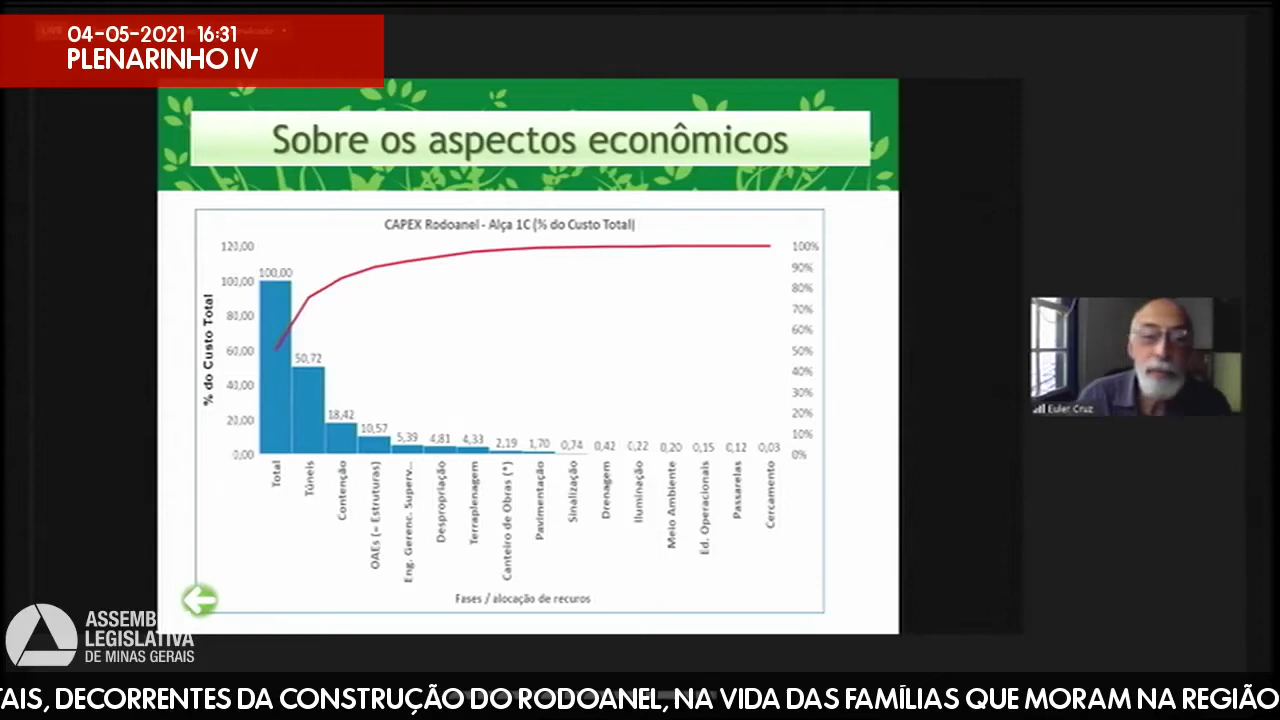 04-05-2021 16:31
PLENARINHO IV
Sobre os aspectos econômicos
CAPEX Rodoanel - Alça 1C (% do Custo Total)
% do Custo Total
120,00
100,00
80,00
60,00
40,00
20,00
0,00
100,00
50,72
18,42
10,57
5,39
4,81
4,33
2,19
1,70
0,74
0,42
0,22
0,20
0,15
0,12
0,03
100%
90%
80%
70%
60%
50%
40%
30%
20%
10%
0%
Total
Túneis
Contenção
OAEs (= Estruturas)
Eng. Gerenc. Superv...
Despropriação
Terraplenagem
Canteiro de Obras (*)
Pavimentação
Sinalização
Drenagem
Iluminação
Meio Ambiente
Ed. Operacionais
Passarelas
Cercamento
Fases / alocação de recuros
Euler Cruz
ASSEMB
LEGISLATIVA
DE MINAS GERAIS
TAIS, DECORRENTES DA CONSTRUÇÃO DO RODOANEL, NA VIDA DAS FAMÍLIAS QUE MORAM NA REGIÃO